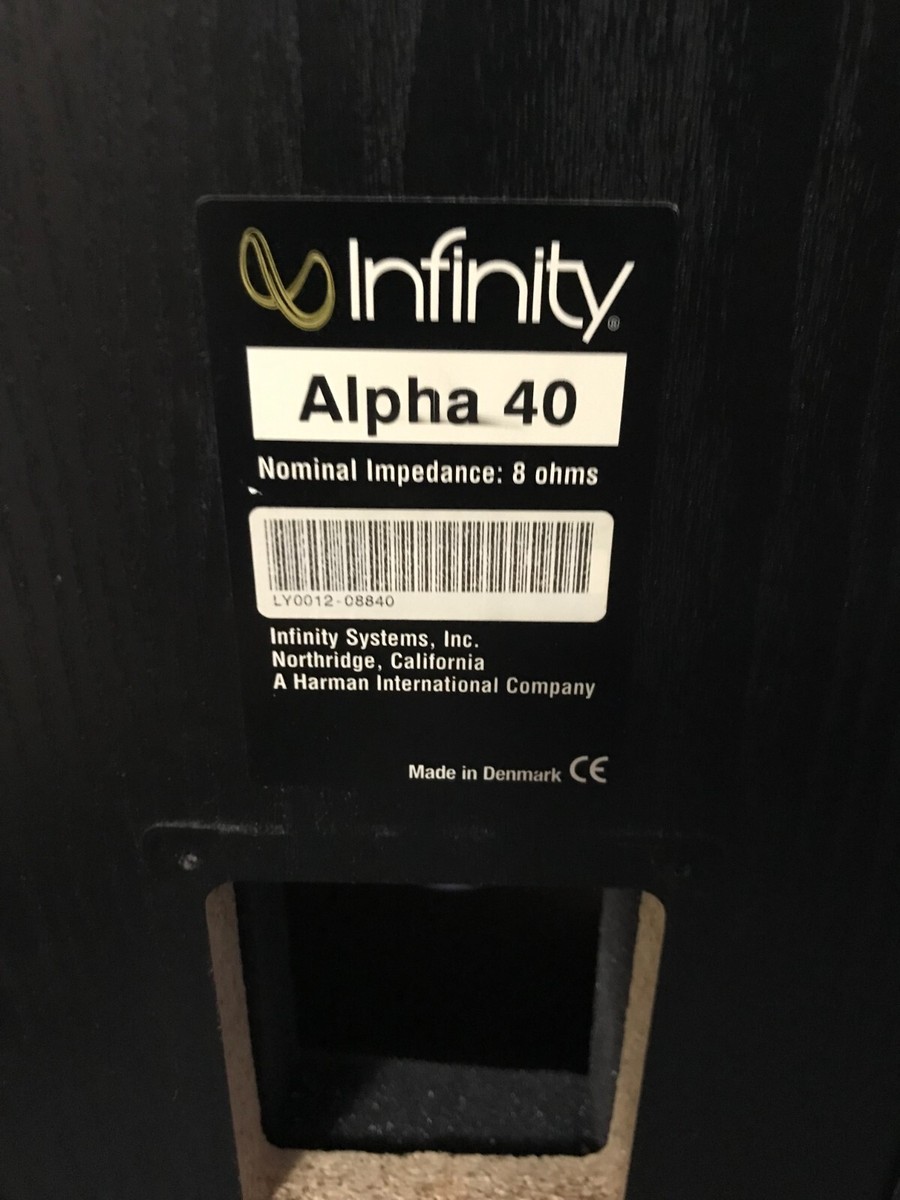 Infinity®
Alpha 40
Nominal Impedance: 8 ohms
LY0012-08840
Infinity Systems, Inc.
Northridge, California
A Harman International Company
Made in Denmark CE